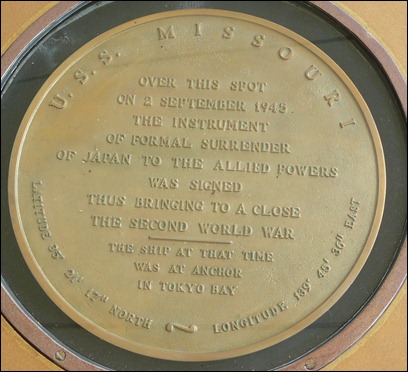 U.S.S. MISSOURI
OVER THIS SPOT
ON 2 SEPTEMBER 1945
THE INSTRUMENT
OF FORMAL SURRENDER
OF JAPAN TO THE ALLIED POWERS
WAS SIGNED
THUS BRINGING TO A CLOSE
THE SECOND WORLD WAR
THE SHIP AT THAT TIME
WAS AT ANCHOR
IN TOKYO BAY
LATITUDE 35° 21' 17" NORTH
LONGITUDE 139° 45' 36" EAST